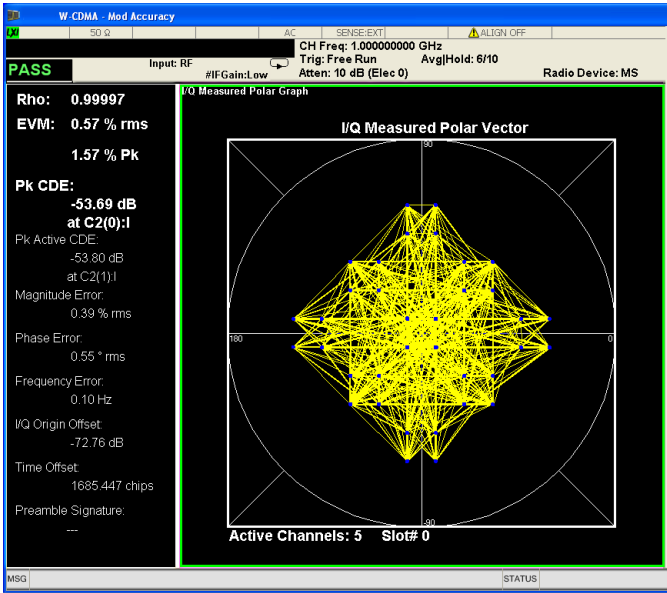 W-CDMA - Mod Accuracy
LXI 50 Ω AC SENSE:EXT ALIGN OFF
CH Freq: 1.000000000 GHz
Input: RF Trig: Free Run Avg|Hold: 6/10
PASS #IFGain:Low Atten: 10 dB (Elec 0) Radio Device: MS
Rho: 0.99997
EVM: 0.57 % rms
1.57 % Pk
Pk CDE:
-53.69 dB
at C2(0):I
Pk Active CDE:
-53.80 dB
at C2(1):I
Magnitude Error:
0.39 % rms
Phase Error:
0.55 ° rms
Frequency Error:
0.10 Hz
I/Q Origin Offset:
-72.76 dB
Time Offset:
1685.447 chips
Preamble Signature:
---
I/Q Measured Polar Graph
I/Q Measured Polar Vector
90
180
0
-90
Active Channels: 5 Slot# 0
MSG STATUS